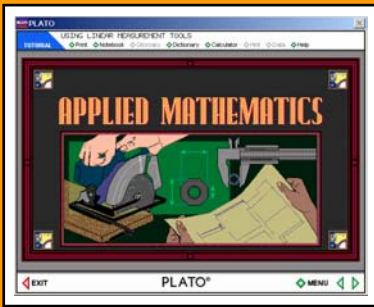 PLATO
USING LINEAR MEASUREMENT TOOLS
TUTORIAL Print Notebook Glossary Dictionary Calculator Hint Data Help
APPLIED MATHEMATICS
EXIT PLATO® MENU